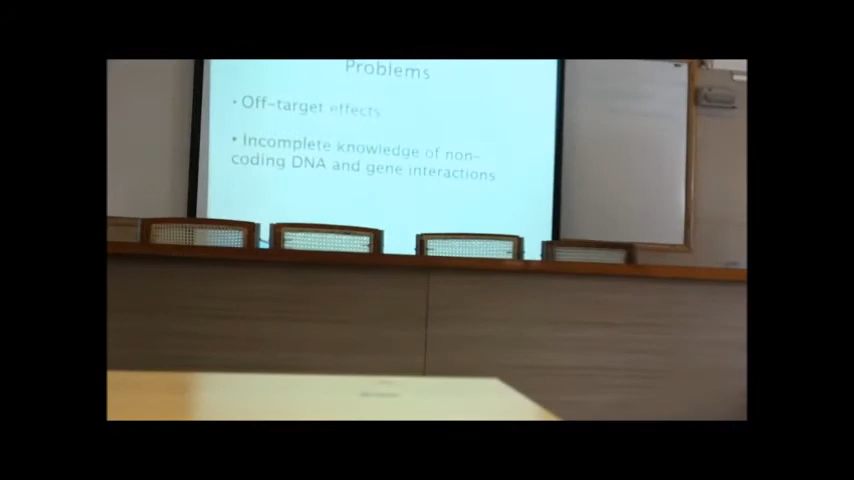 Problems
• Off-target effects
• Incomplete knowledge of non-
coding DNA and gene interactions